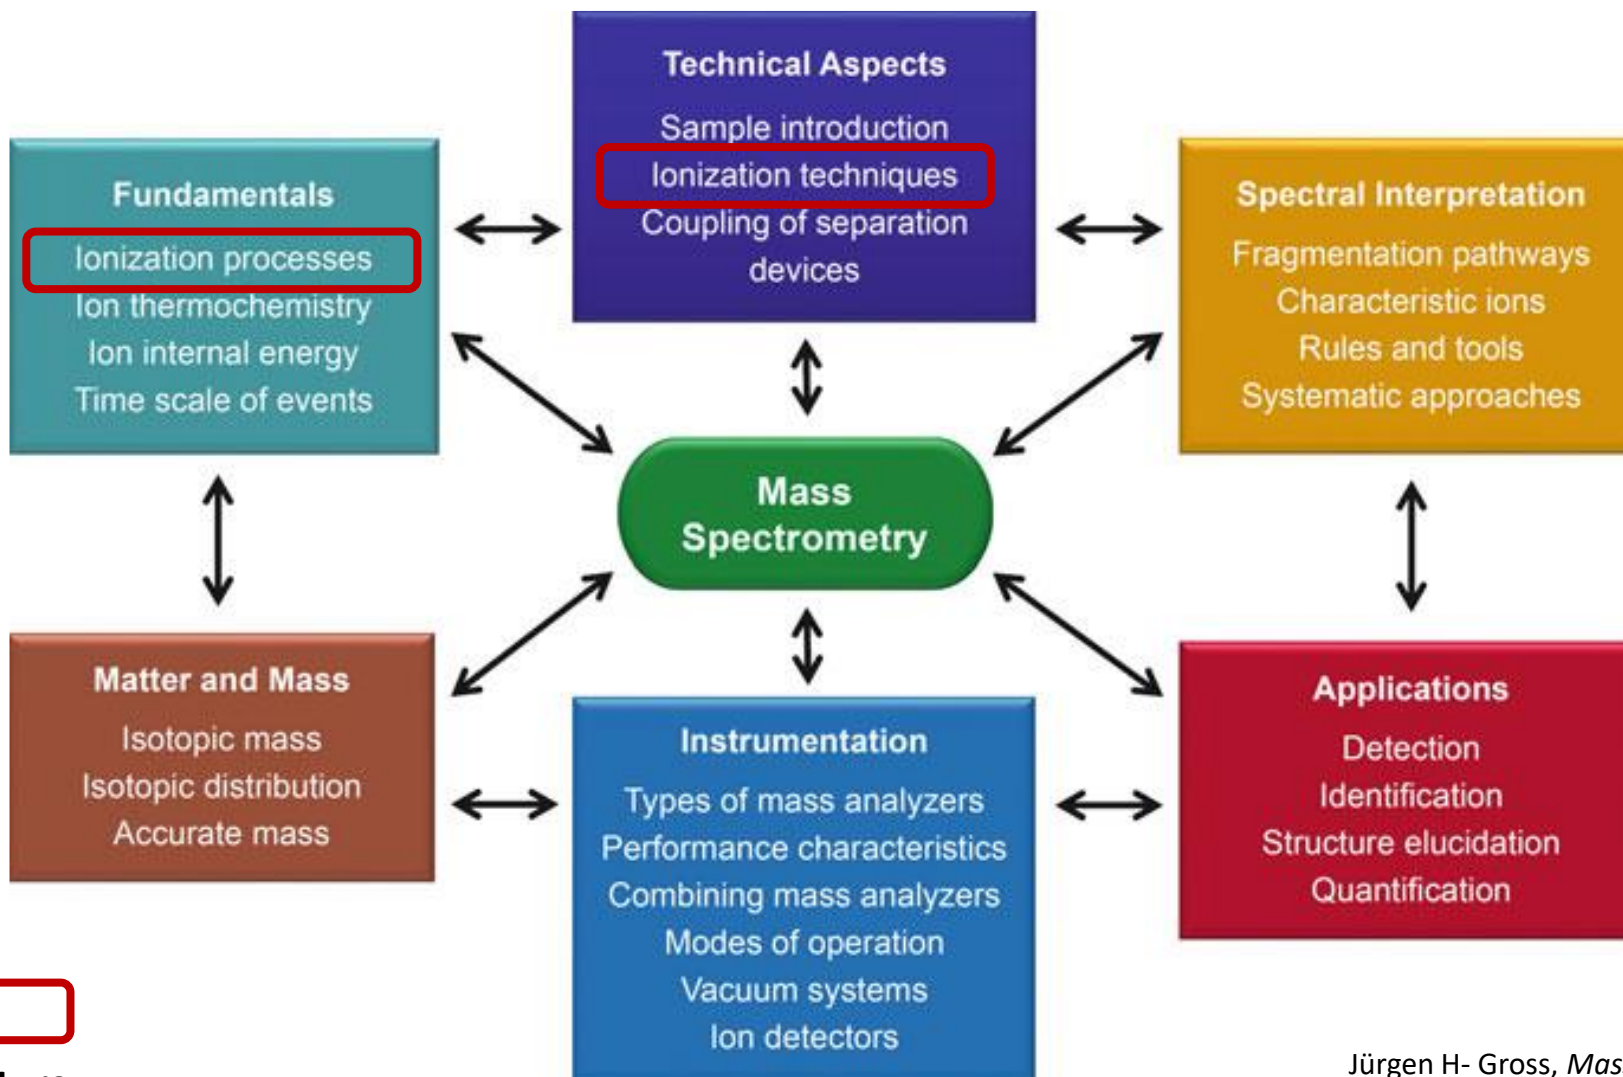 Technical Aspects
Sample introduction
Ionization techniques
Coupling of separation
devices
Fundamentals
Ionization processes
Ion thermochemistry
Ion internal energy
Time scale of events
Spectral Interpretation
Fragmentation pathways
Characteristic ions
Rules and tools
Systematic approaches
Mass
Spectrometry
Matter and Mass
Isotopic mass
Isotopic distribution
Accurate mass
Instrumentation
Types of mass analyzers
Performance characteristics
Combining mass analyzers
Modes of operation
Vacuum systems
Ion detectors
Applications
Detection
Identification
Structure elucidation
Quantification
Jürgen H- Gross, Mas